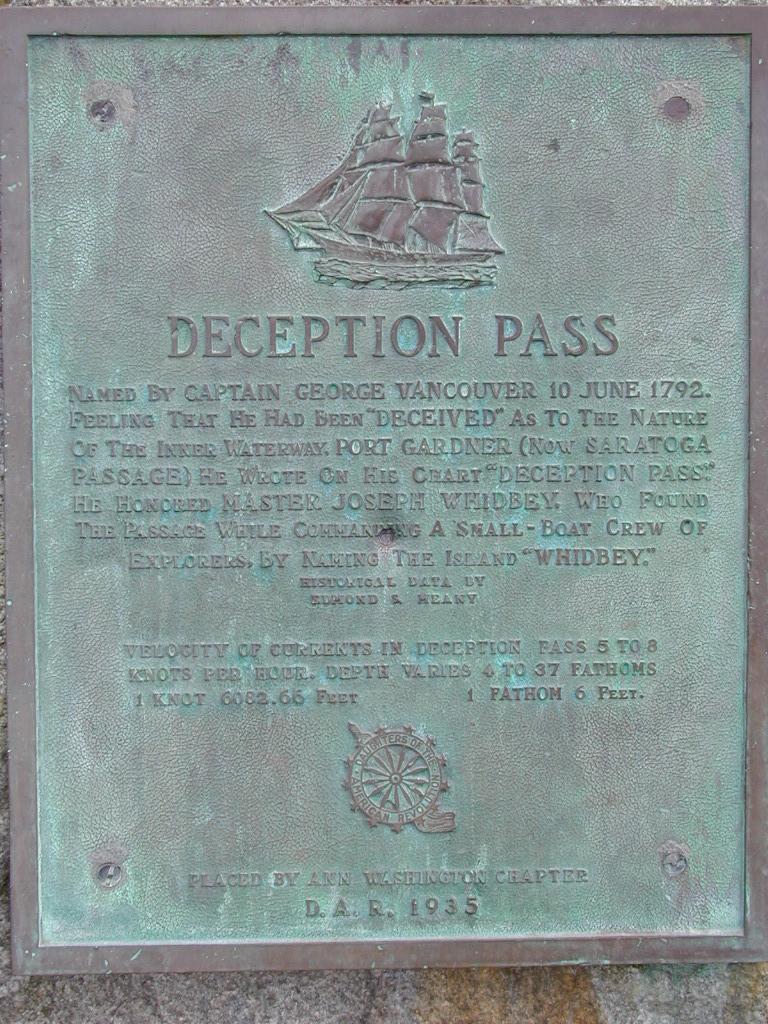 DECEPTION PASS
NAMED BY CAPTAIN GEORGE VANCOUVER 10 JUNE 1792.
FEELING THAT HE HAD BEEN "DECEIVED" AS TO THE NATURE
OF THE INNER WATERWAY, PORT GARDNER (NOW SARATOGA
PASSAGE) HE WROTE ON HIS CHART "DECEPTION PASS."
HE HONORED MASTER JOSEPH WHIDBEY, WHO FOUND
THE PASSAGE WHILE COMMANDING A SMALL-BOAT CREW OF
EXPLORERS, BY NAMING THE ISLAND "WHIDBEY."
HISTORICAL DATA BY
EDMOND S. MEANY
VELOCITY OF CURRENTS IN DECEPTION PASS 5 TO 8
KNOTS PER HOUR. DEPTH VARIES 4 TO 37 FATHOMS
1 KNOT 6082.66 FEET 1 FATHOM 6 FEET.
DAUGHTERS OF THE
AMERICAN REVOLUTION
PLACED BY ANN WASHINGTON CHAPTER
D. A. R. 1935